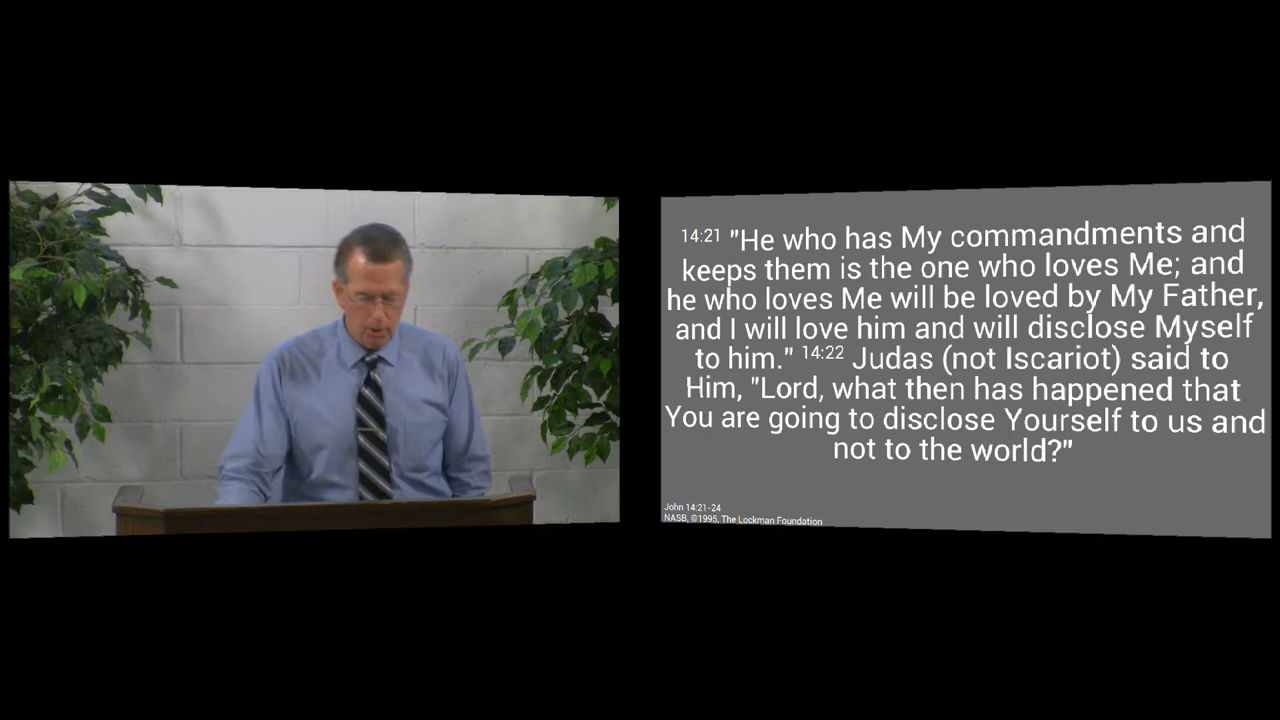 14:21 "He who has My commandments and
keeps them is the one who loves Me; and
he who loves Me will be loved by My Father,
and I will love him and will disclose Myself
to him." 14:22 Judas (not Iscariot) said to
Him, "Lord, what then has happened that
You are going to disclose Yourself to us and
not to the world?"
John 14:21-24
NASB, ©1995, The Lockman Foundation